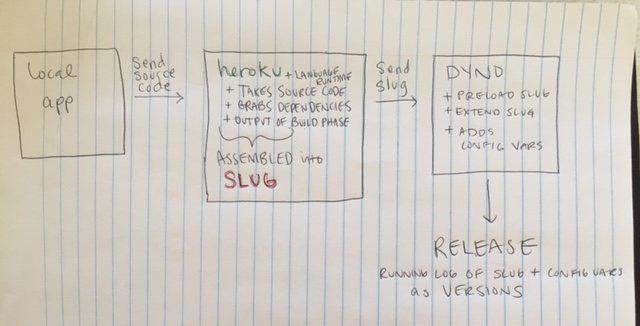 Local
app
Send
Source
Code
heroku + LANGUAGE
RUNTIME
+ TAKES SOURCE CODE
+ GRABS DEPENDENCIES
+ OUTPUT OF BUILD PHASE
ASSEMBLED into
SLUG
Send
Slug
DYNO
+ PRELOAD SLUG
+ EXTEND SLUG
+ ADDS
CONFIG VARS
RELEASE
RUNNING LOG OF SLUG + CONFIG VARS
as VERSIONS